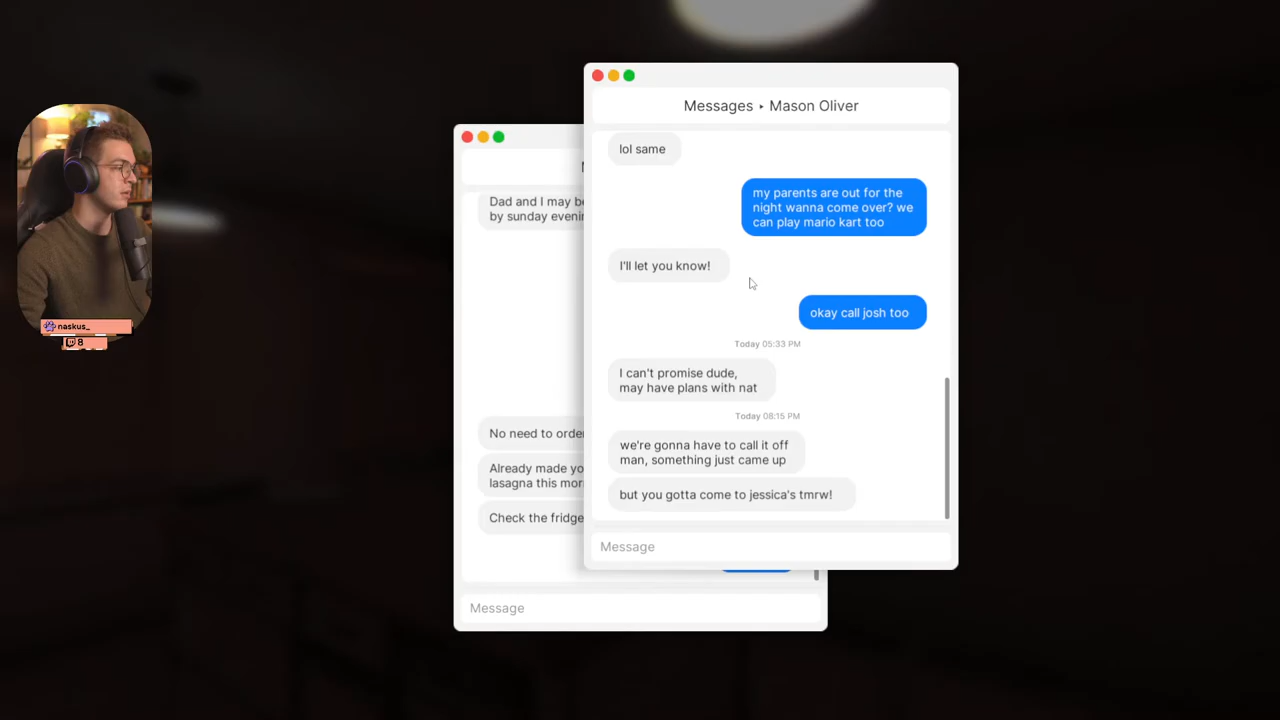 Messages ▸ Mason Oliver
lol same
my parents are out for the
night wanna come over? we
can play mario kart too
I'll let you know!
okay call josh too
Today 05:33 PM
I can't promise dude,
may have plans with nat
Today 08:15 PM
we're gonna have to call it off
man, something just came up
but you gotta come to jessica's tmrw!
Message
Dad and I may be
by sunday evenin
No need to orde
Already made yo
lasagna this mor
Check the fridge
Message
naskus_
8